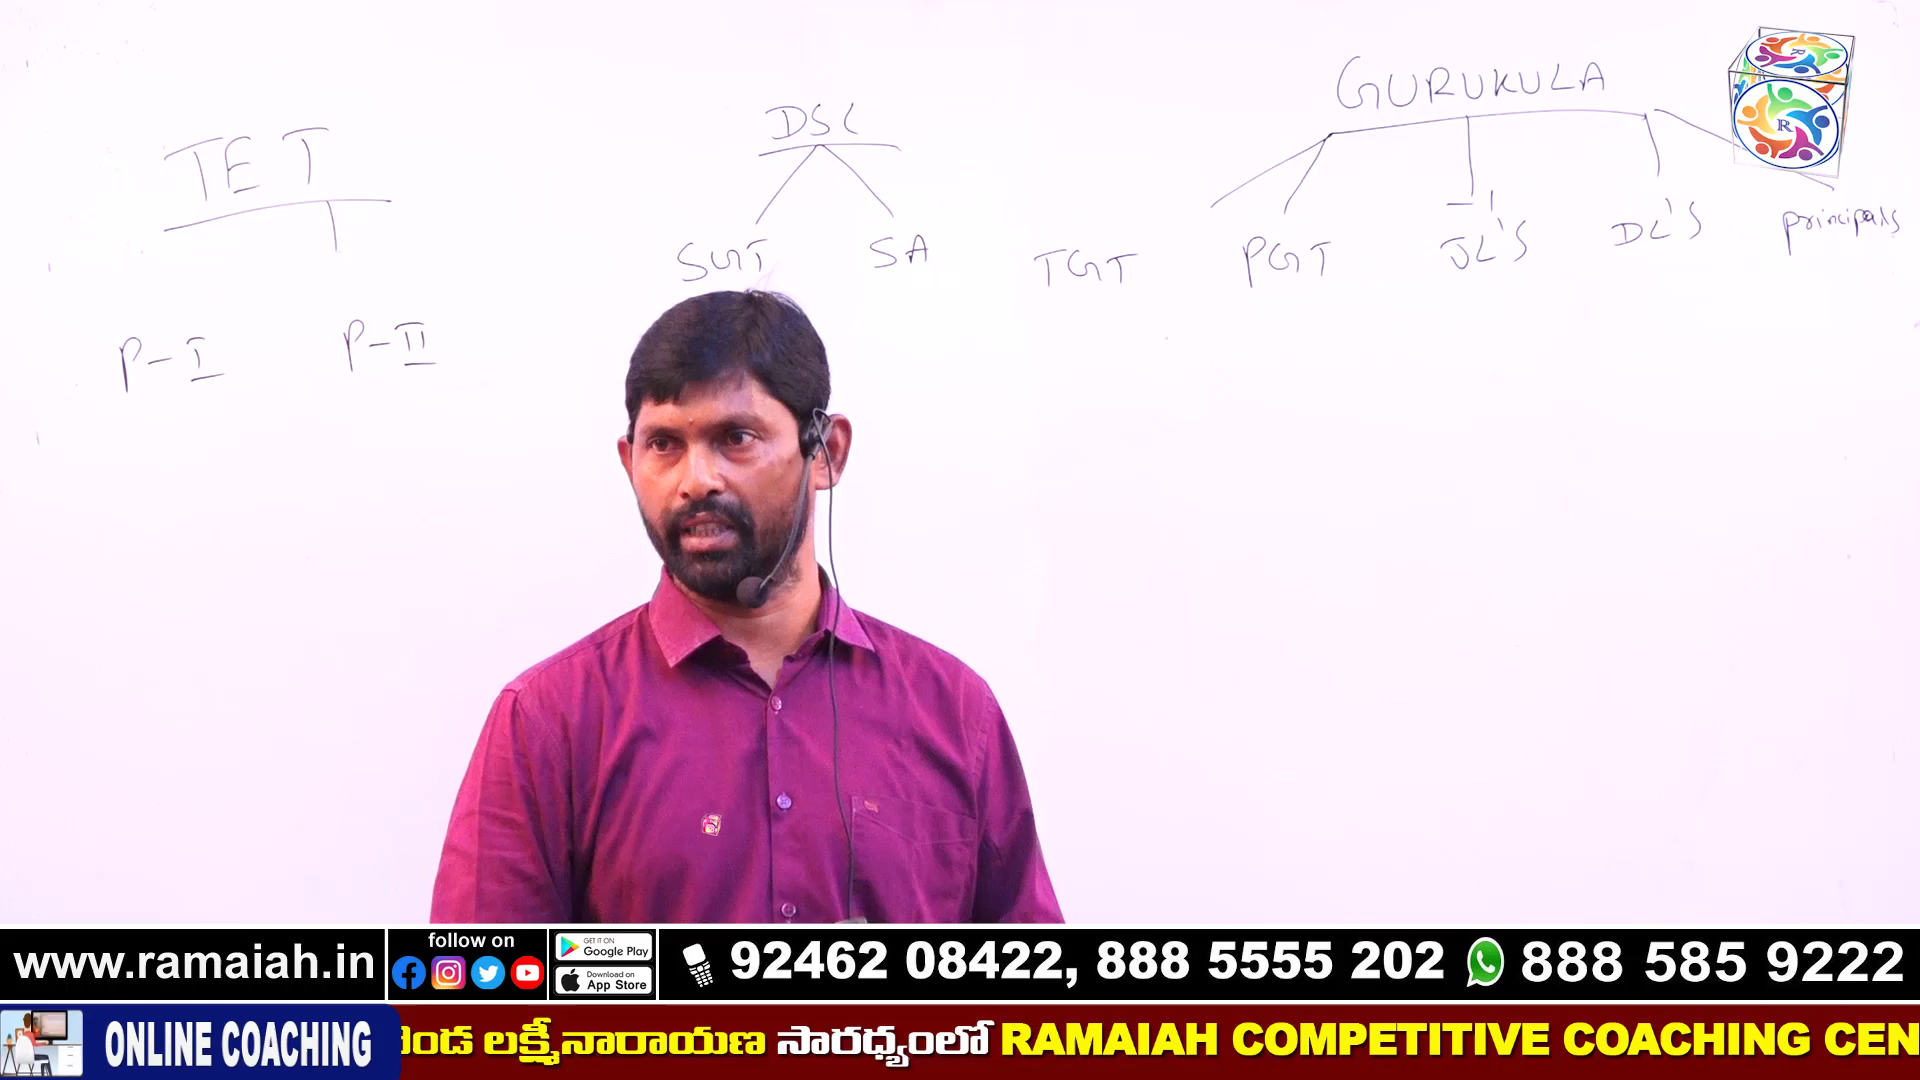 GURUKULA
DSC
TET
SGT SA TGT PGT JL'S DL'S principals
P-I P-II
R
R
www.ramaiah.in
follow on
GET IT ON
Google Play
Download on
App Store
92462 08422, 888 5555 202
888 585 9222
ONLINE COACHING
లక్ష్మీనారాయణ సారధ్యంలో RAMAIAH COMPETITIVE COACHING CEN